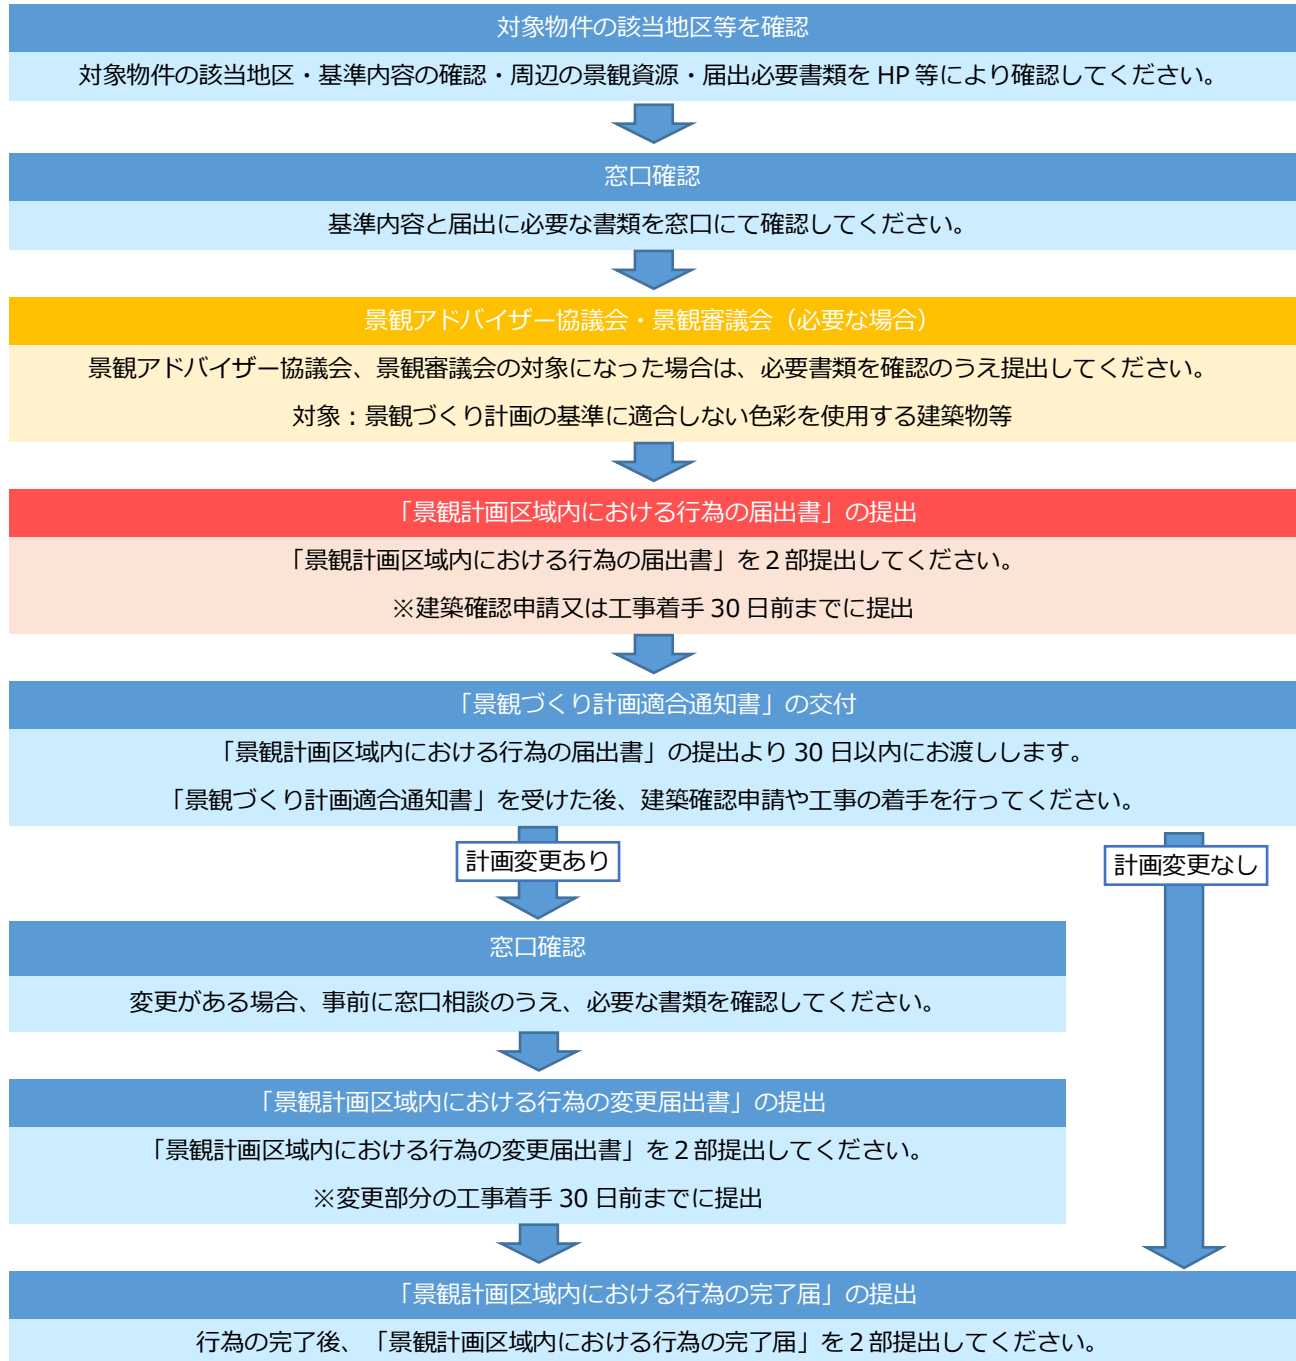 対象物件の該当地区等を確認
対象物件の該当地区・基準内容の確認・周辺の景観資源・届出必要書類を HP 等により確認してください。
窓口確認
基準内容と届出に必要な書類を窓口にて確認してください。
景観アドバイザー協議会・景観審議会（必要な場合）
景観アドバイザー協議会、景観審議会の対象になった場合は、必要書類を確認のうえ提出してください。
対象：景観づくり計画の基準に適合しない色彩を使用する建築物等
「景観計画区域内における行為の届出書」の提出
「景観計画区域内における行為の届出書」を２部提出してください。
※建築確認申請又は工事着手 30 日前までに提出
「景観づくり計画適合通知書」の交付
「景観計画区域内における行為の届出書」の提出より 30 日以内にお渡しします。
「景観づくり計画適合通知書」を受けた後、建築確認申請や工事の着手を行ってください。
計画変更あり
計画変更なし
窓口確認
変更がある場合、事前に窓口相談のうえ、必要な書類を確認してください。
「景観計画区域内における行為の変更届出書」の提出
「景観計画区域内における行為の変更届出書」を２部提出してください。
※変更部分の工事着手 30 日前までに提出
「景観計画区域内における行為の完了届」の提出
行為の完了後、「景観計画区域内における行為の完了届」を２部提出してください。